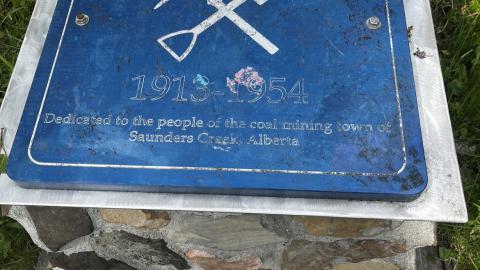 1913-1954
Dedicated to the people of the coal mining town of
Saunders Creek, Alberta